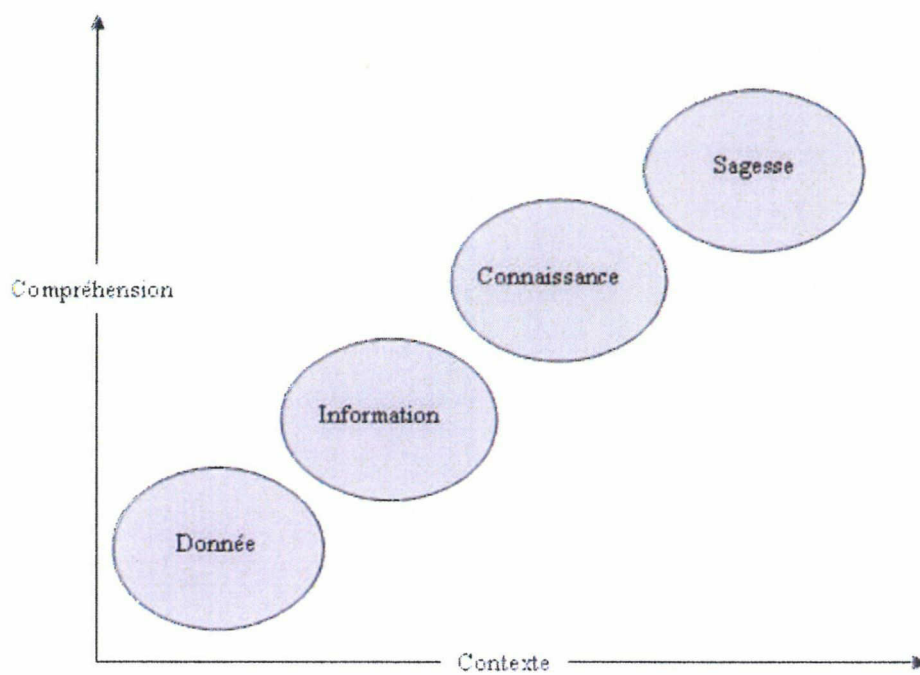 Sagesse
Connaissance
Compréhension
Information
Donnée
Contexte